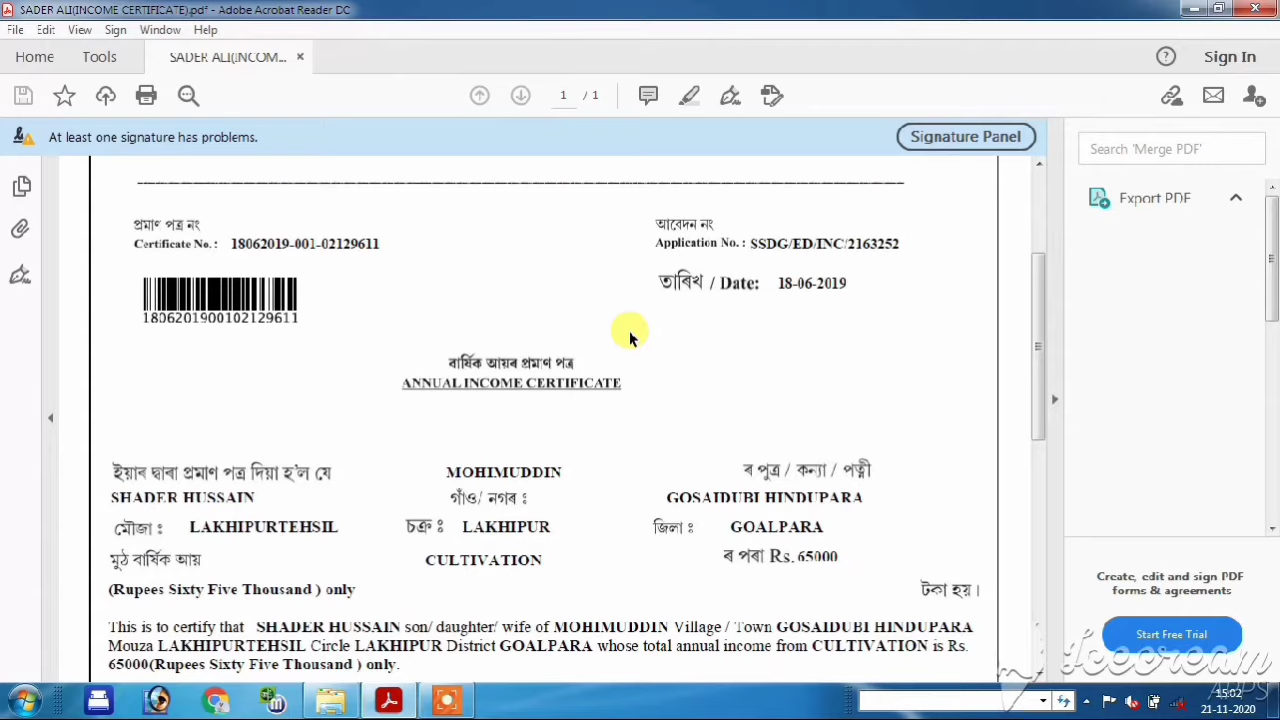 SADER ALI(INCOME CERTIFICATE).pdf* - Adobe Acrobat Reader DC
File Edit View Sign Window Help
Home Tools SADER ALI(INCOM... × Sign In
1 / 1
At least one signature has problems. Signature Panel
Search 'Merge PDF'
Export PDF
প্ৰমাণ পত্ৰ নং আবেদন নং
Certificate No.: 18062019-001-02129611 Application No.: SSDG/ED/INC/2163252
তাৰিখ / Date: 18-06-2019
1806201900102129611
বাৰ্ষিক আয়ৰ প্ৰমাণ পত্ৰ
ANNUAL INCOME CERTIFICATE
ইয়াৰ দ্বাৰা প্ৰমাণ পত্ৰ দিয়া হ'ল যে MOHIMUDDIN ৰ পুত্ৰ / কন্যা / পত্নী
SHADER HUSSAIN গাঁও/ নগৰ ঃ GOSAIDUBI HINDUPARA
মৌজা ঃ LAKHIPURTEHSIL চক্ৰ ঃ LAKHIPUR জিলা ঃ GOALPARA
মুঠ বাৰ্ষিক আয় CULTIVATION ৰ পৰা Rs. 65000
(Rupees Sixty Five Thousand ) only টকা হয়।
This is to certify that SHADER HUSSAIN son/ daughter/ wife of MOHIMUDDIN Village / Town GOSAIDUBI HINDUPARA
Mouza LAKHIPURTEHSIL Circle LAKHIPUR District GOALPARA whose total annual income from CULTIVATION is Rs.
65000(Rupees Sixty Five Thousand ) only.
Create, edit and sign PDF
forms & agreements
Start Free Trial
Icecream
APPS
15:02
21-11-2020